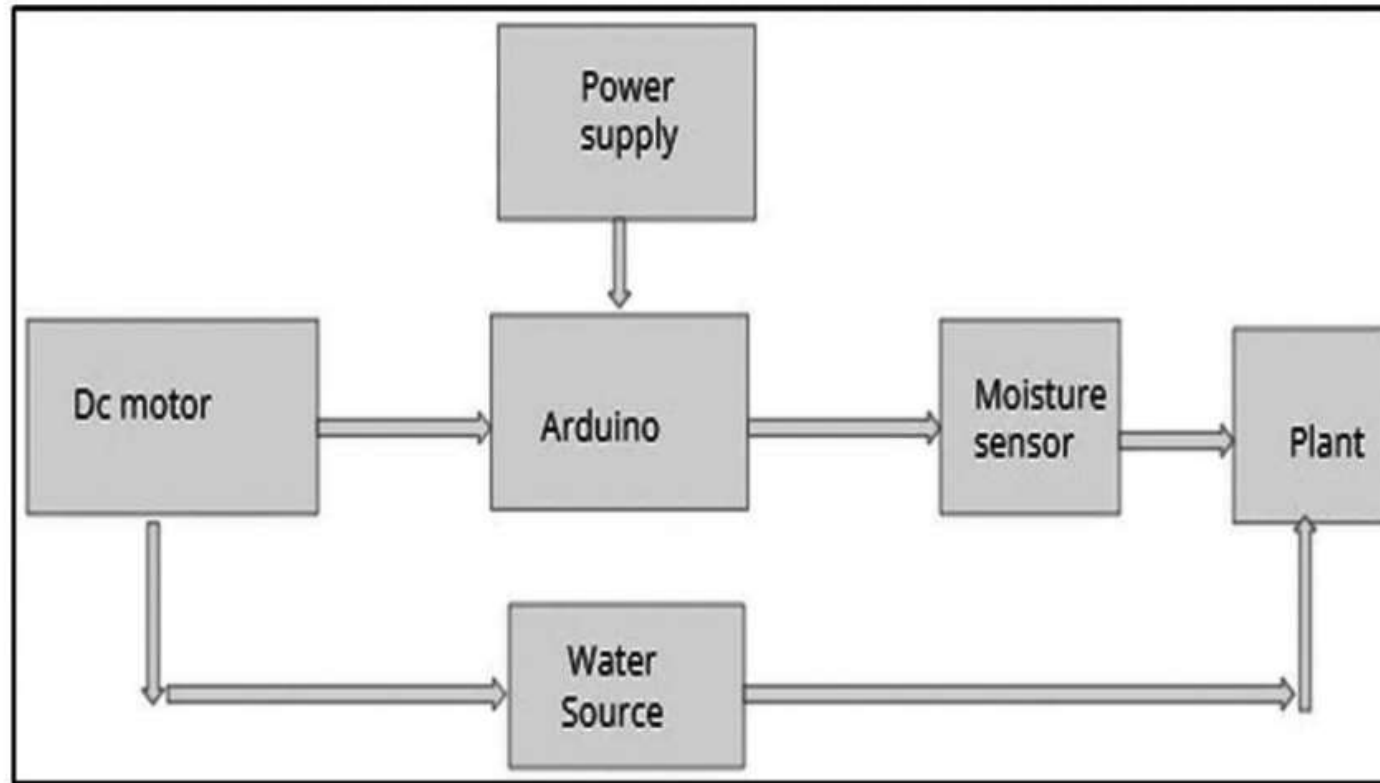 Power
supply
Dc motor
Arduino
Moisture
sensor
Plant
Water
Source